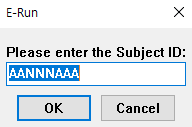 E-Run
Please enter the Subject ID:
AANNNAAA
OK
Cancel